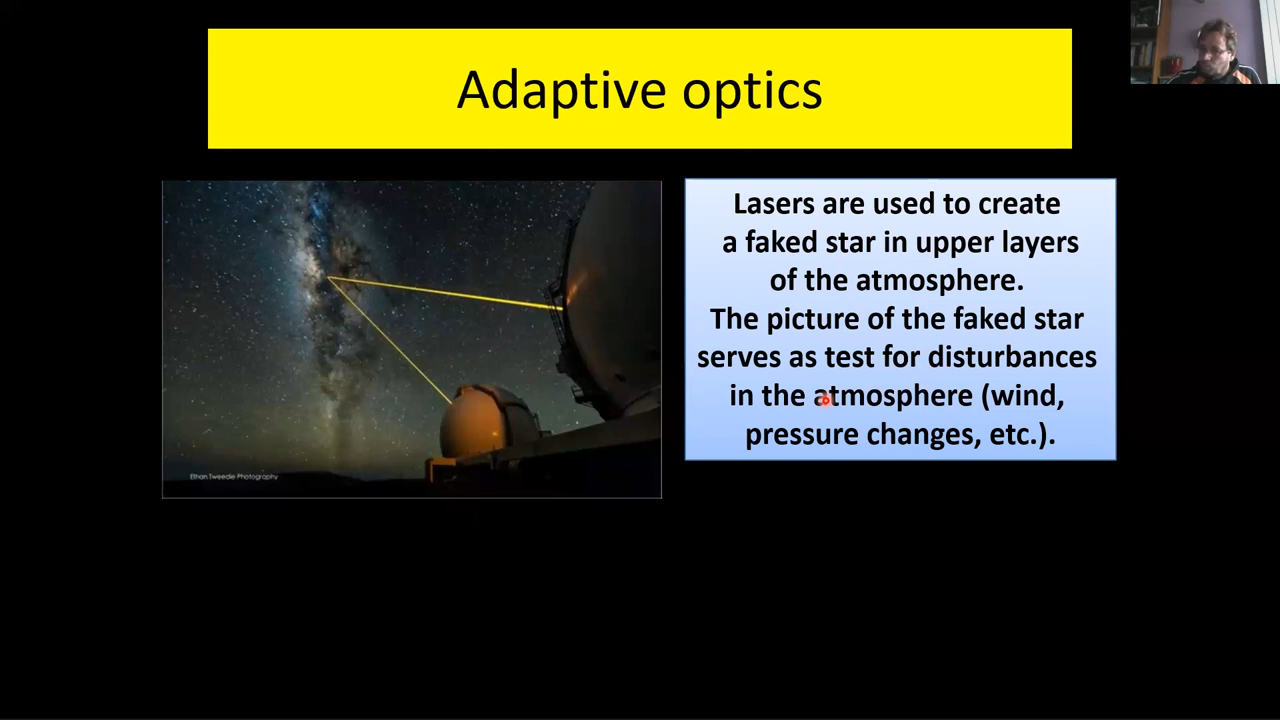 Adaptive optics
Lasers are used to create
a faked star in upper layers
of the atmosphere.
The picture of the faked star
serves as test for disturbances
in the atmosphere (wind,
pressure changes, etc.).
Ethan Tweedie Photography